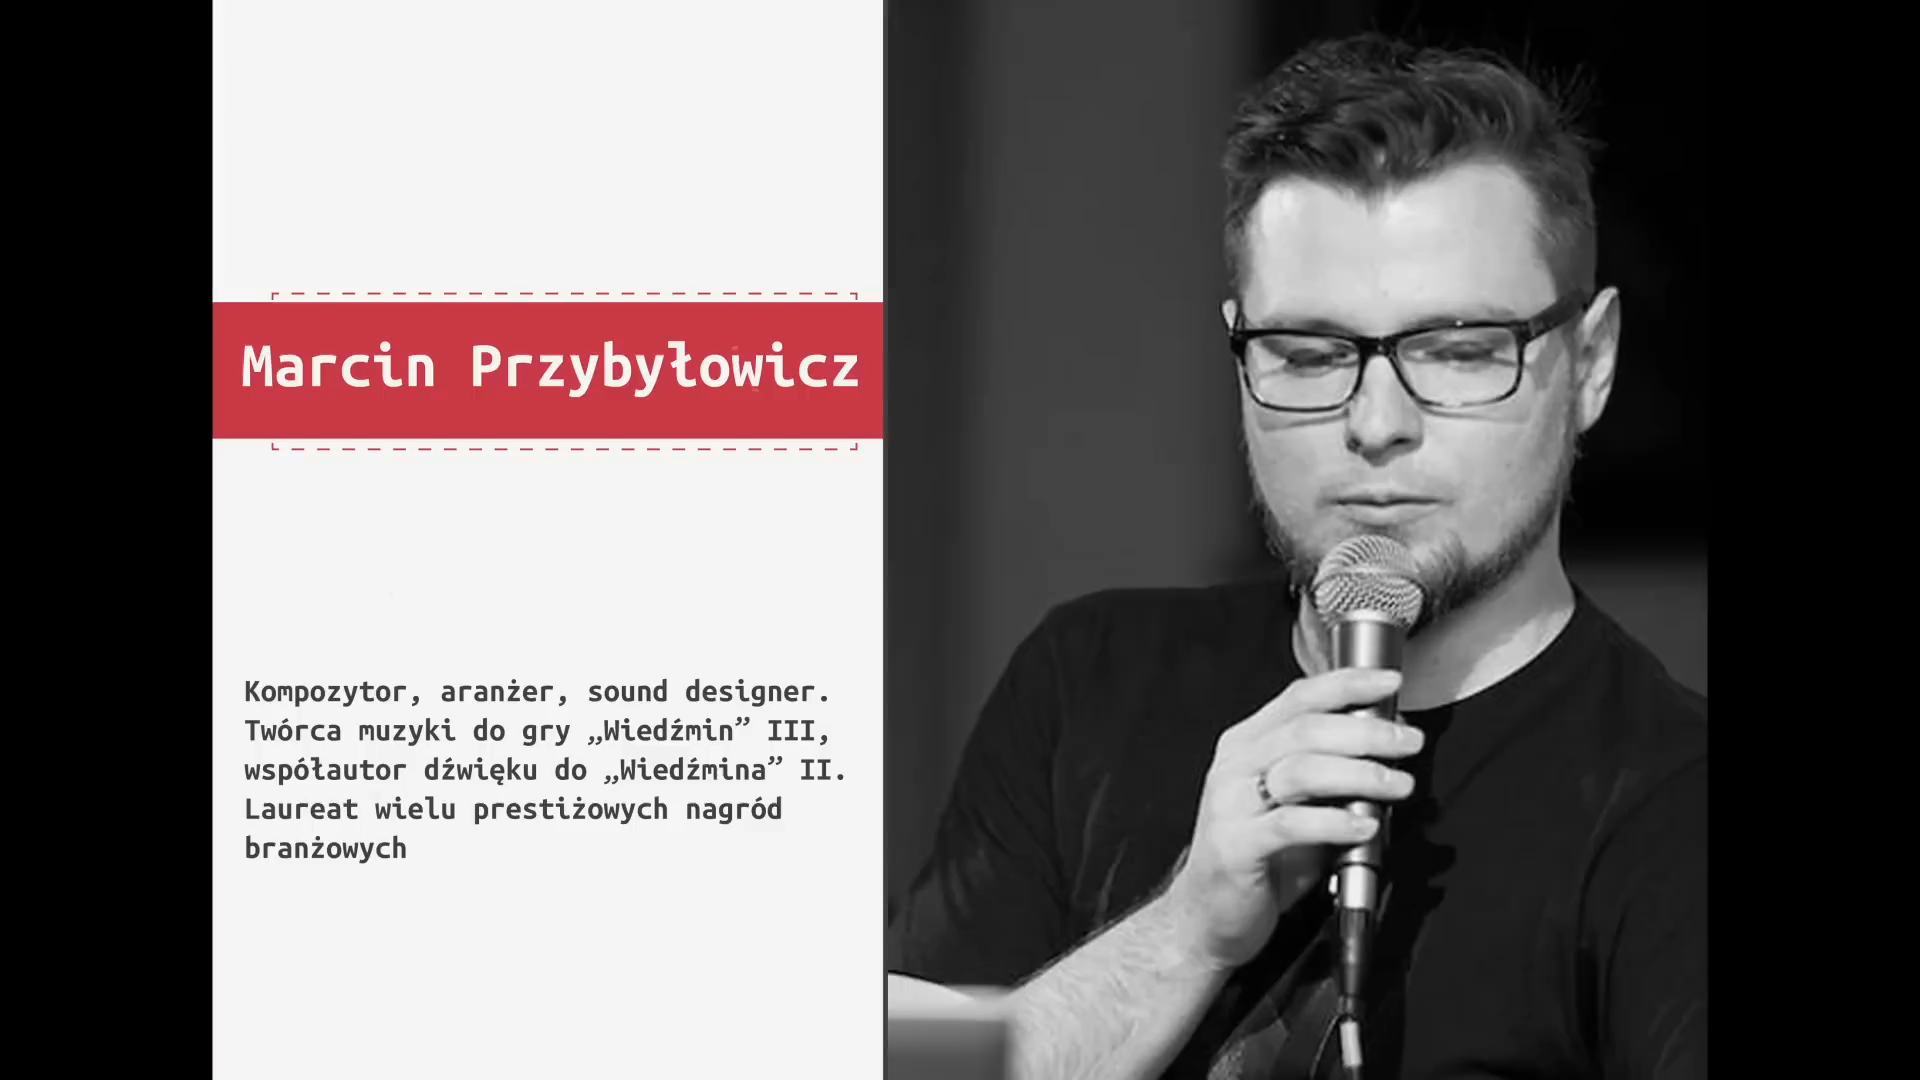 Marcin Przybyłowicz
Kompozytor, aranżer, sound designer.
Twórca muzyki do gry „Wiedźmin” III,
współautor dźwięku do „Wiedźmina” II.
Laureat wielu prestiżowych nagród
branżowych